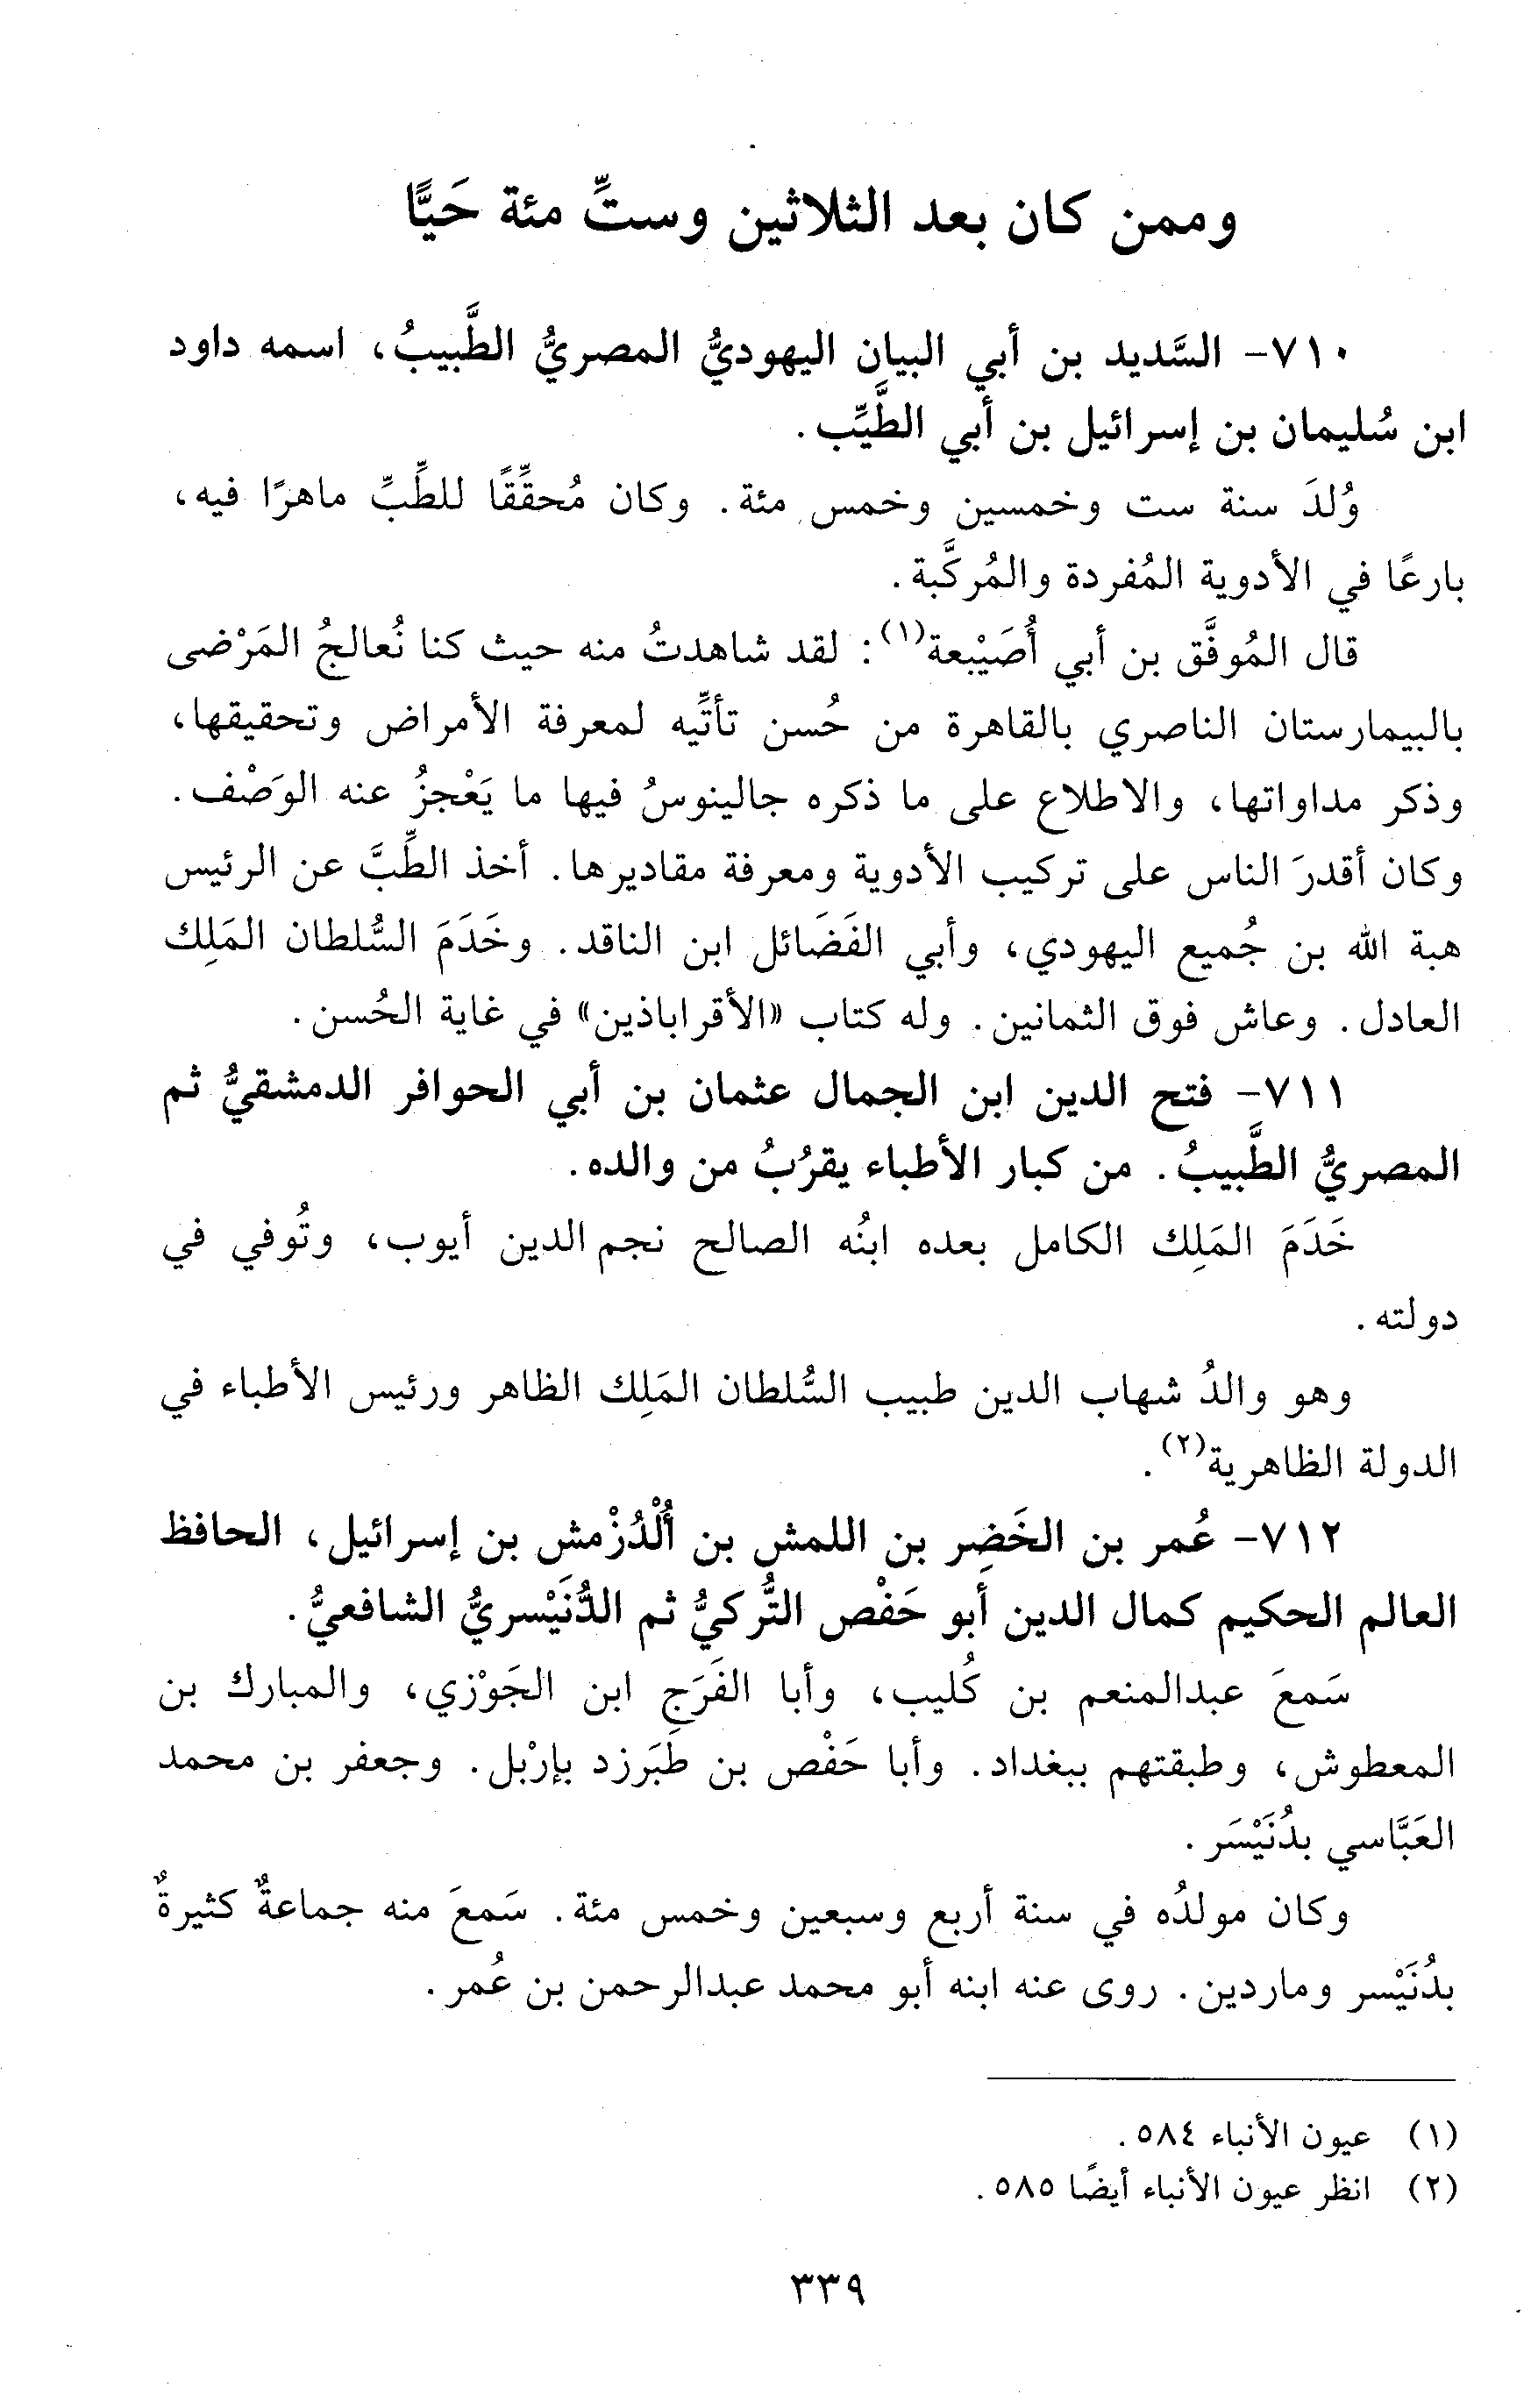 وممن كان بعد الثلاثين وستِّ مئة حَيًّا
٧١٠- السَّديد بن أبي البيان اليهوديُّ المصريُّ الطَّبيبُ، اسمه داود
ابن سُليمان بن إسرائيل بن أبي الطَّيِّب.
وُلدَ سنة ست وخمسين وخمس مئة. وكان مُحقِّقًا للطِّبِّ ماهرًا فيه،
بارعًا في الأدوية المُفردة والمُركَّبة.
قال المُوفَّق بن أبي أُصَيْبعة(١): لقد شاهدتُ منه حيث كنا نُعالجُ المَرْضى
بالبيمارستان الناصري بالقاهرة من حُسن تأتِّيه لمعرفة الأمراض وتحقيقها،
وذكر مداواتها، والاطلاع على ما ذكره جالينوسُ فيها ما يَعْجزُ عنه الوَصْف.
وكان أقدرَ الناس على تركيب الأدوية ومعرفة مقاديرها. أخذ الطِّبَّ عن الرئيس
هبة الله بن جُميع اليهودي، وأبي الفَضَائل ابن الناقد. وخَدَمَ السُّلطان المَلِك
العادل. وعاش فوق الثمانين. وله كتاب «الأقراباذين» في غاية الحُسن.
٧١١- فتح الدين ابن الجمال عثمان بن أبي الحوافر الدمشقيُّ ثم
المصريُّ الطَّبيبُ. من كبار الأطباء يقرُبُ من والده.
خَدَمَ المَلِك الكامل بعده ابنُه الصالح نجم الدين أيوب، وتُوفي في
دولته.
وهو والدُ شهاب الدين طبيب السُّلطان المَلِك الظاهر ورئيس الأطباء في
الدولة الظاهرية(٢).
٧١٢- عُمر بن الخَضِر بن اللمش بن أُلْدُزْمش بن إسرائيل، الحافظ
العالم الحكيم كمال الدين أبو حَفْص التُّركيُّ ثم الدُّنَيْسريُّ الشافعيُّ.
سَمعَ عبدالمنعم بن كُليب، وأبا الفَرَجِ ابن الجَوْزي، والمبارك بن
المعطوش، وطبقتهم ببغداد. وأبا حَفْص بن طَبَرزد بإرْبل. وجعفر بن محمد
العَبَّاسي بدُنَيْسَر.
وكان مولدُه في سنة أربع وسبعين وخمس مئة. سَمعَ منه جماعةٌ كثيرةٌ
بدُنَيْسر وماردين. روى عنه ابنه أبو محمد عبدالرحمن بن عُمر.
(١) عيون الأنباء ٥٨٤.
(٢) انظر عيون الأنباء أيضًا ٥٨٥.
٣٣٩